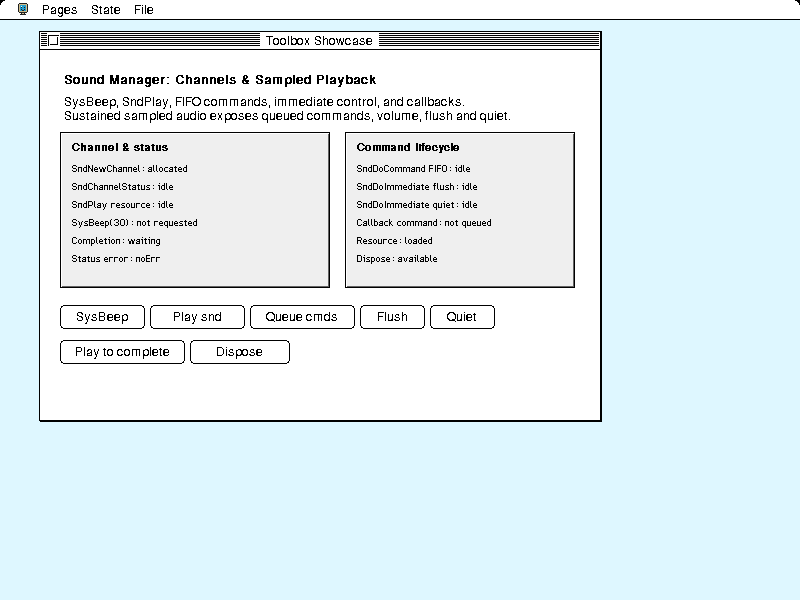 Pages State File
Toolbox Showcase
Sound Manager: Channels & Sampled Playback
SysBeep, SndPlay, FIFO commands, immediate control, and callbacks.
Sustained sampled audio exposes queued commands, volume, flush and quiet.
Channel & status
SndNewChannel: allocated
SndChannelStatus: idle
SndPlay resource: idle
SysBeep(30): not requested
Completion: waiting
Status error: noErr
Command lifecycle
SndDoCommand FIFO: idle
SndDoImmediate flush: idle
SndDoImmediate quiet: idle
Callback command: not queued
Resource: loaded
Dispose: available
SysBeep Play snd Queue cmds Flush Quiet
Play to complete Dispose